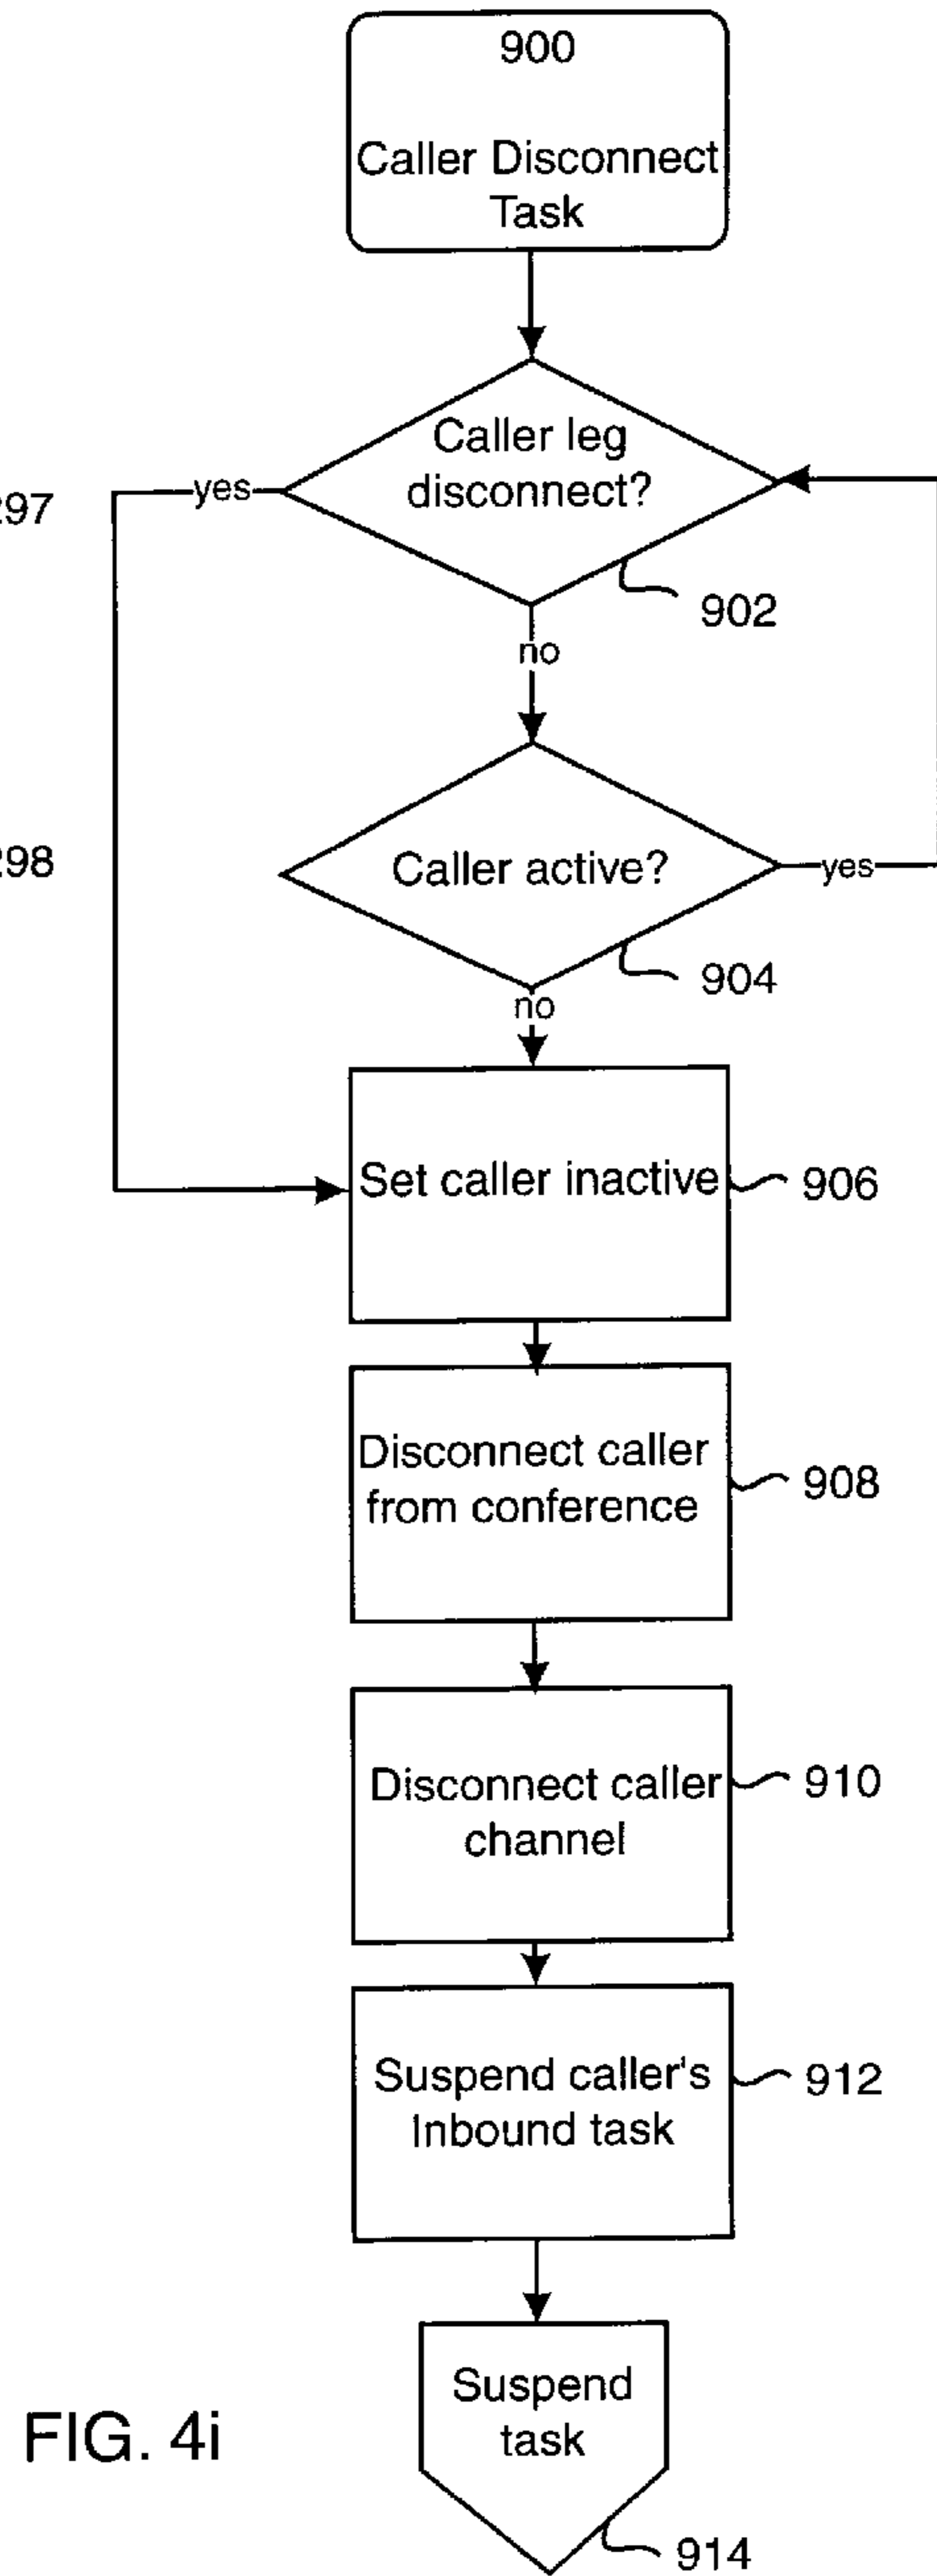 900
Caller Disconnect
Task
Caller leg
disconnect?
yes
297
902
no
298
Caller active?
yes
904
no
Set caller inactive
906
Disconnect caller
from conference
908
Disconnect caller
channel
910
Suspend caller's
Inbound task
912
Suspend
task
FIG. 4i
914